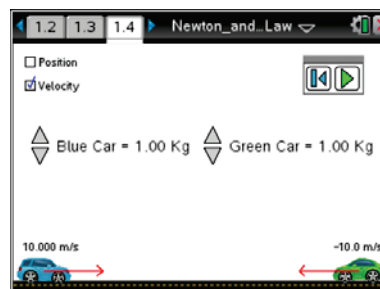 1.2 1.3 1.4 Newton_and...Law
Position
Velocity
Blue Car = 1.00 Kg Green Car = 1.00 Kg
10.000 m/s -10.0 m/s